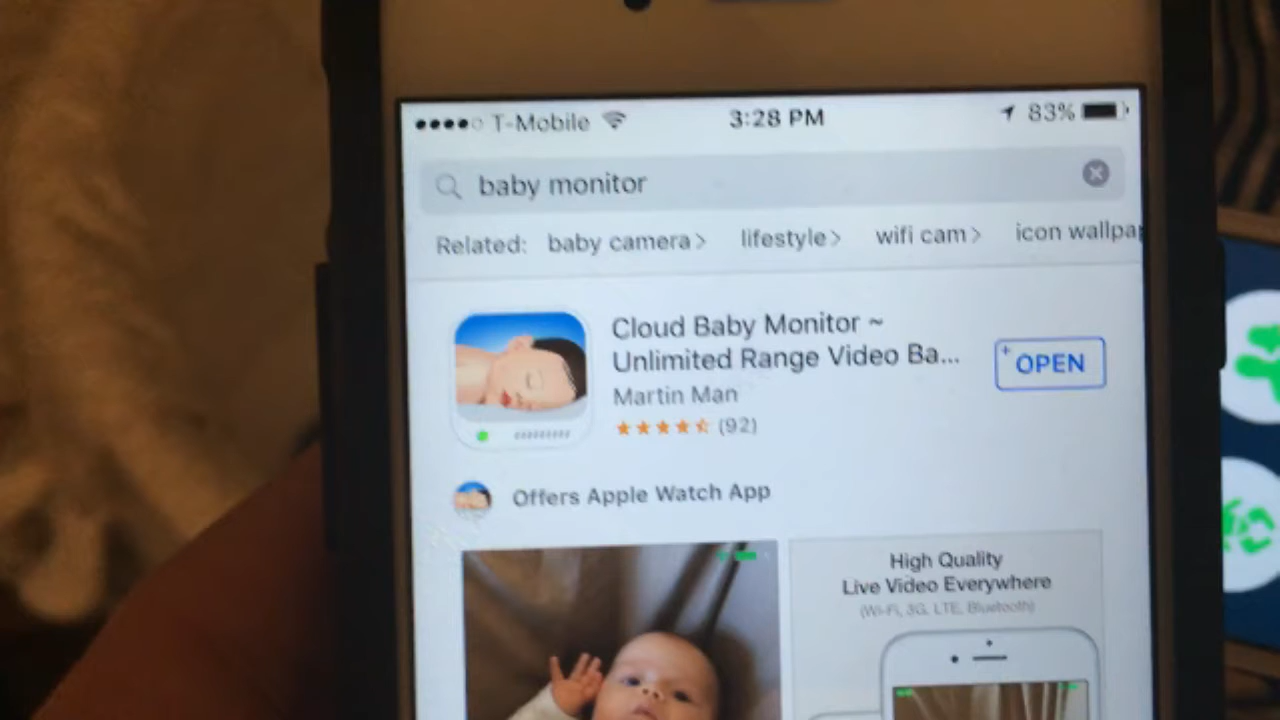 T-Mobile 3:28 PM 83%
baby monitor
Related: baby camera> lifestyle> wifi cam> icon wallpap
Cloud Baby Monitor ~
Unlimited Range Video Ba...
+ OPEN
Martin Man
(92)
Offers Apple Watch App
High Quality
Live Video Everywhere
(Wi-Fi, 3G, LTE, Bluetooth)